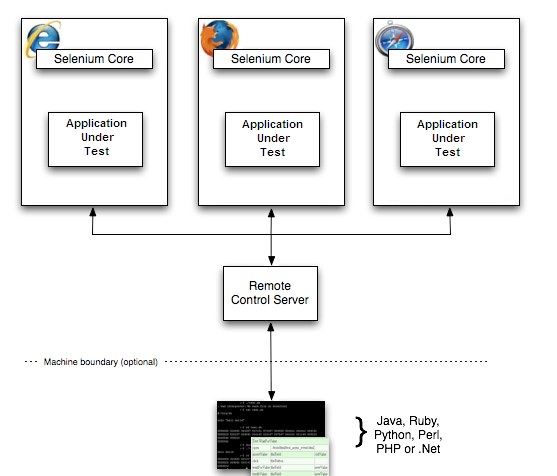 Selenium Core
Selenium Core
Selenium Core
Application
Under
Test
Application
Under
Test
Application
Under
Test
Remote
Control Server
Machine boundary (optional)
Java, Ruby,
Python, Perl,
PHP or .Net